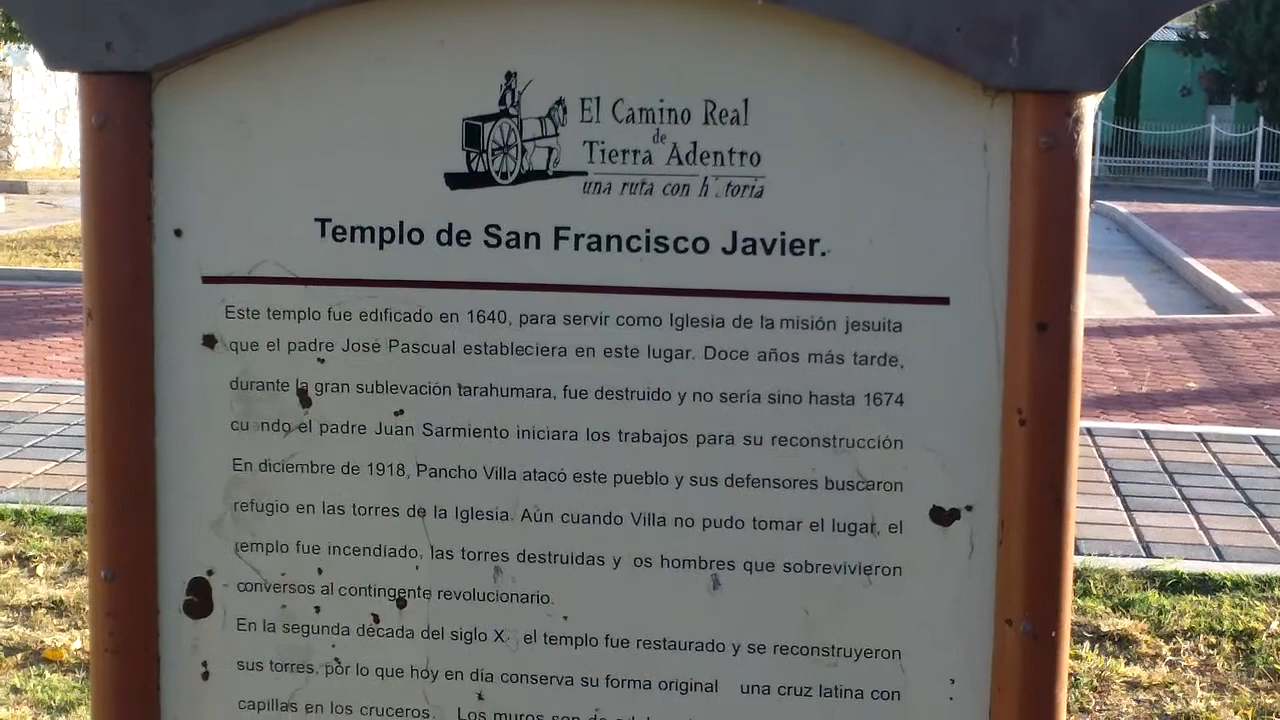 El Camino Real
de
Tierra Adentro
una ruta con h toria
Templo de San Francisco Javier.
Este templo fue edificado en 1640, para servir como Iglesia de la misión jesuita
que el padre José Pascual estableciera en este lugar. Doce años más tarde,
durante la gran sublevación tarahumara, fue destruido y no sería sino hasta 1674
cu ndo el padre Juan Sarmiento iniciara los trabajos para su reconstrucción
En diciembre de 1918, Pancho Villa atacó este pueblo y sus defensores buscaron
refugio en las torres de la Iglesia. Aún cuando Villa no pudo tomar el lugar, el
templo fue incendiado, las torres destruidas y os hombres que sobrevivieron
conversos al contingente revolucionario.
En la segunda década del siglo X el templo fue restaurado y se reconstruyeron
sus torres, por lo que hoy en día conserva su forma original una cruz latina con
capillas en los cruceros. Los muros son de